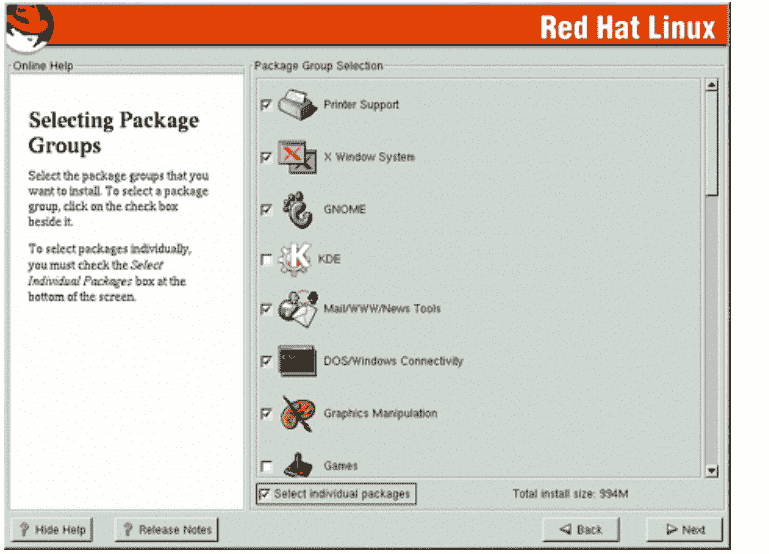 Red Hat Linux
Online Help
Selecting Package
Groups
Select the package groups that you
want to install. To select a package
group, click on the check box
beside it.
To select packages individually,
you must check the Select
Individual Packages box at the
bottom of the screen.
Package Group Selection
Printer Support
X Window System
GNOME
KDE
Mail/WWW/News Tools
DOS/Windows Connectivity
Graphics Manipulation
Games
Select individual packages
Total install size: 994M
Hide Help
Release Notes
Back
Next